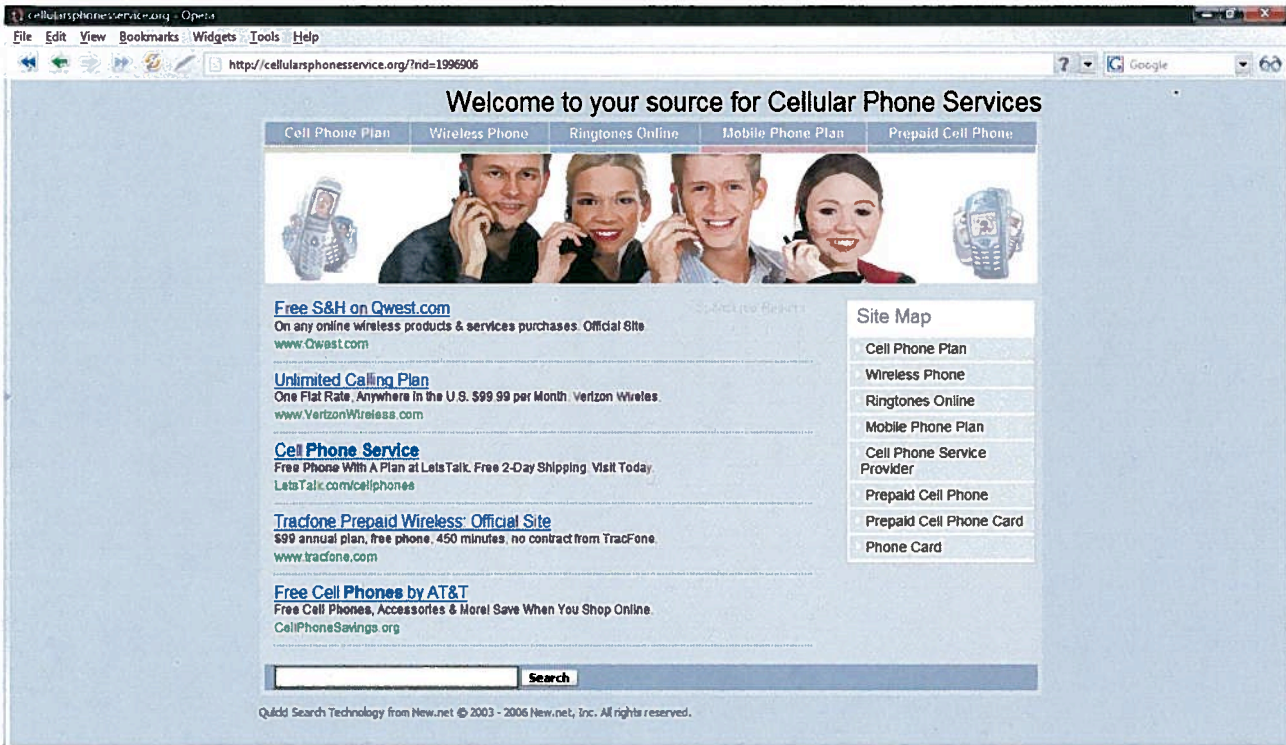 cellularsphonesservice.org - Opera
File Edit View Bookmarks Widgets Tools Help
http://cellularsphonesservice.org/?rid=1996906
? G Google
Welcome to your source for Cellular Phone Services
Cell Phone Plan Wireless Phone Ringtones Online Mobile Phone Plan Prepaid Cell Phone
Free S&H on Qwest.com
On any online wireless products & services purchases. Official Site.
www.Qwest.com
Unlimited Calling Plan
One Flat Rate, Anywhere in the U.S. $99.99 per Month. Verizon Wireles.
www.VerizonWireless.com
Cell Phone Service
Free Phone With A Plan at LetsTalk. Free 2-Day Shipping. Visit Today.
LetsTalk.com/cellphones
Tracfone Prepaid Wireless: Official Site
$99 annual plan, free phone, 450 minutes, no contract from TracFone.
www.tracfone.com
Free Cell Phones by AT&T
Free Cell Phones, Accessories & More! Save When You Shop Online.
CellPhoneSavings.org
Site Map
Cell Phone Plan
Wireless Phone
Ringtones Online
Mobile Phone Plan
Cell Phone Service
Provider
Prepaid Cell Phone
Prepaid Cell Phone Card
Phone Card
Search
Quick! Search Technology from New.net © 2003 - 2006 New.net, Inc. All rights reserved.